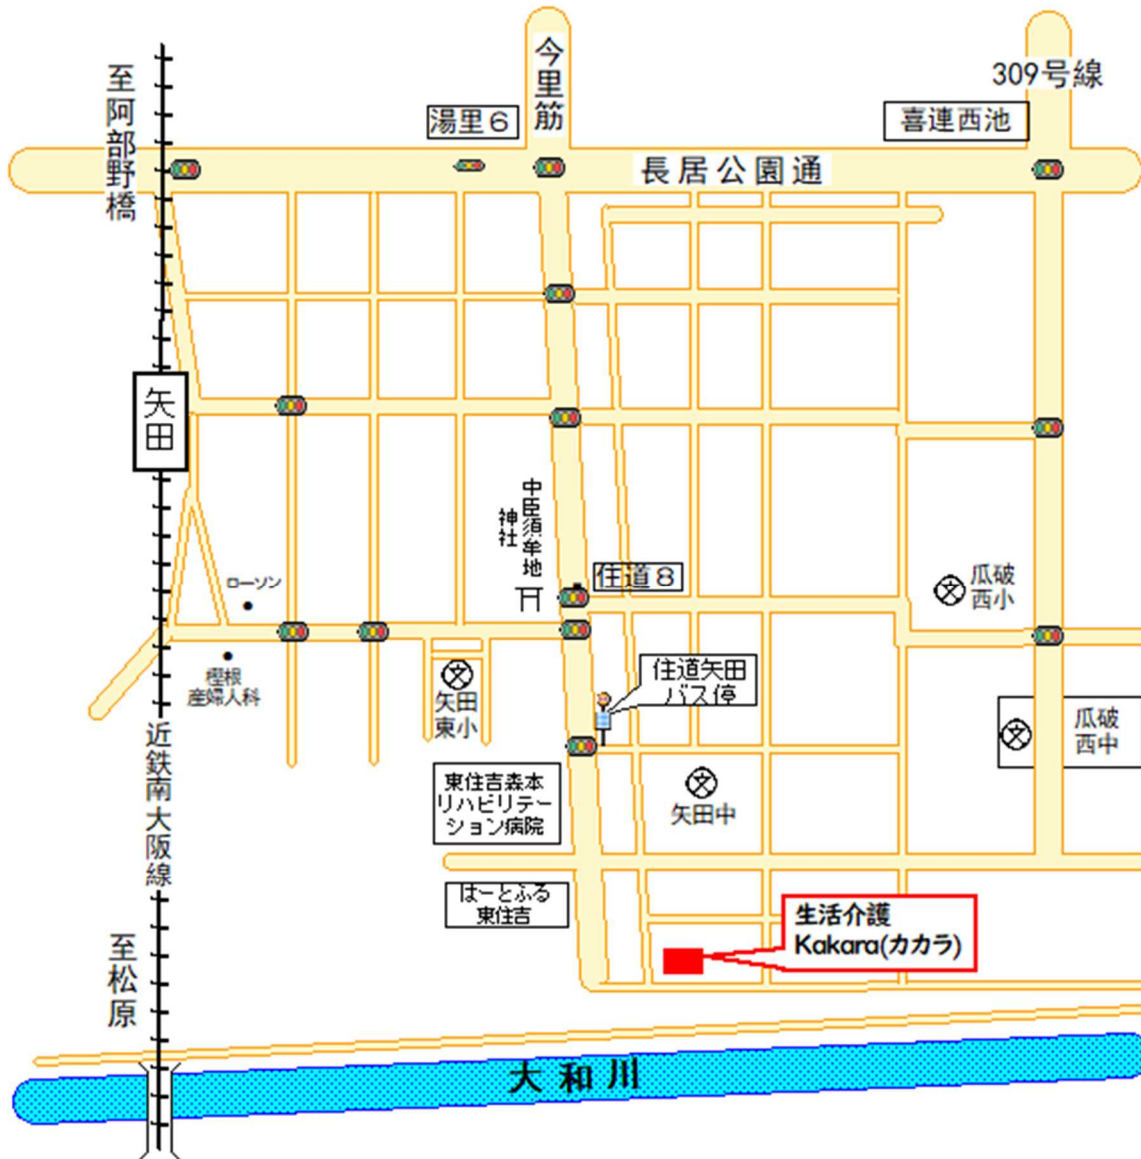 至阿部野橋
今里筋
309号線
湯里6
喜連西池
長居公園通
矢田
中臣須牟地
神社
住道8
瓜破
西小
ローソン
樫根
産婦人科
矢田
東小
住道矢田
バス停
瓜破
西中
近鉄南大阪線
東住吉森本
リハビリテー
ション病院
矢田中
はーとふる
東住吉
生活介護
Kakara(カカラ)
至松原
大和川